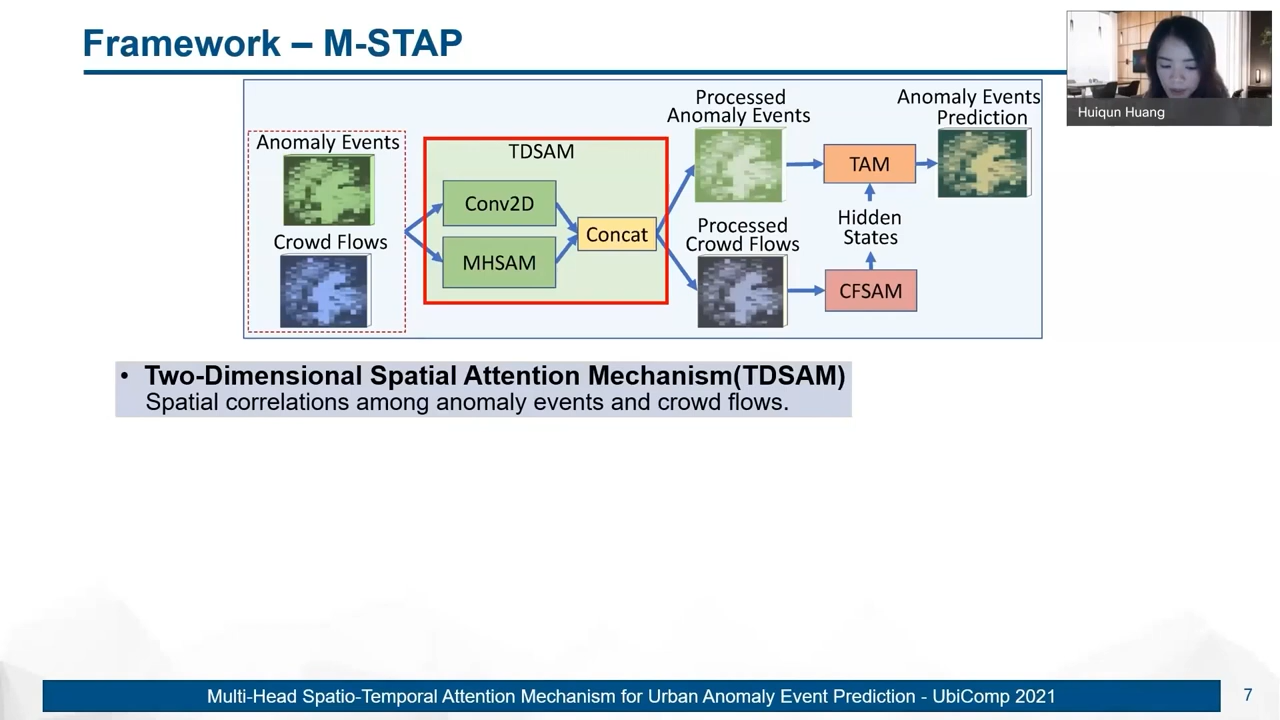 Framework – M-STAP
Huiqun Huang
Anomaly Events
Crowd Flows
TDSAM
Conv2D
MHSAM
Concat
Processed
Anomaly Events
Processed
Crowd Flows
TAM
Hidden
States
CFSAM
Anomaly Events
Prediction
• Two-Dimensional Spatial Attention Mechanism(TDSAM)
Spatial correlations among anomaly events and crowd flows.
Multi-Head Spatio-Temporal Attention Mechanism for Urban Anomaly Event Prediction - UbiComp 2021
7